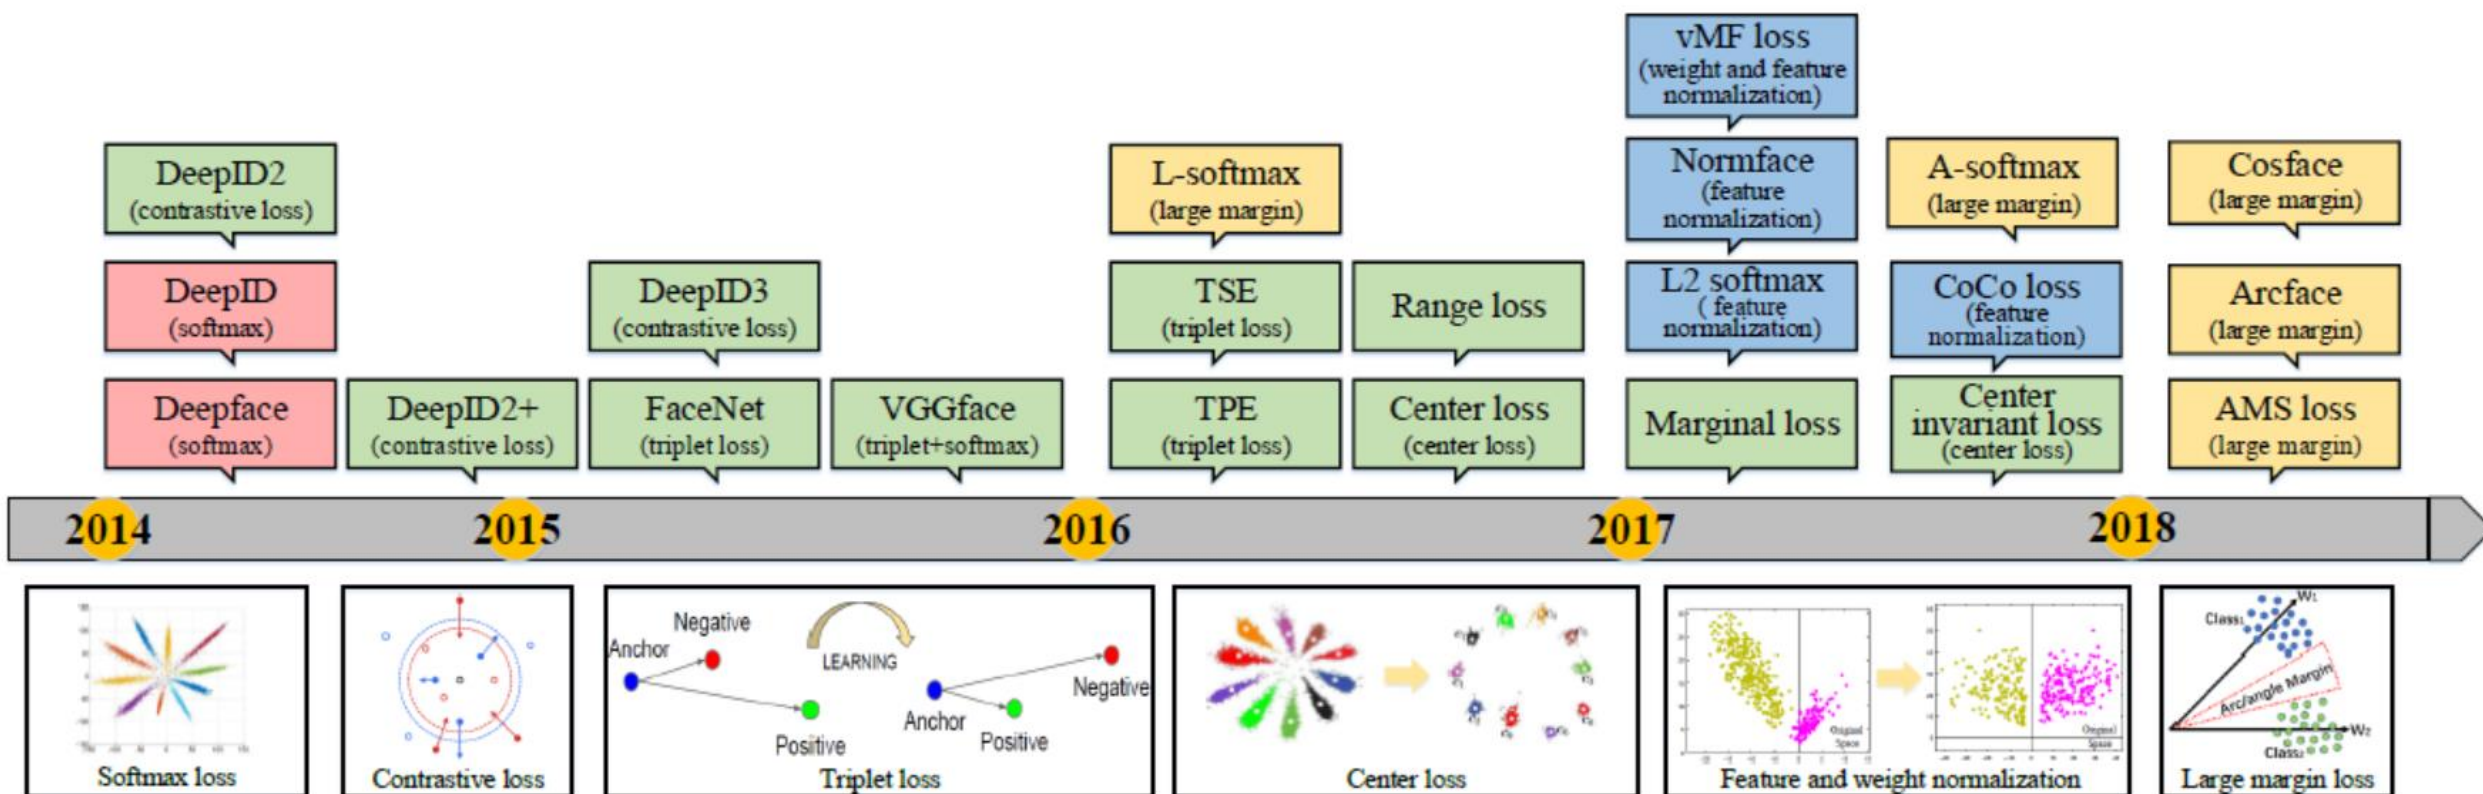 vMF loss
(weight and feature
normalization)
DeepID2
(contrastive loss)
L-softmax
(large margin)
Normface
(feature
normalization)
A-softmax
(large margin)
Cosface
(large margin)
DeepID
(softmax)
DeepID3
(contrastive loss)
TSE
(triplet loss)
Range loss
L2 softmax
( feature
normalization)
CoCo loss
(feature
normalization)
Arcface
(large margin)
Deepface
(softmax)
DeepID2+
(contrastive loss)
FaceNet
(triplet loss)
VGGface
(triplet+softmax)
TPE
(triplet loss)
Center loss
(center loss)
Marginal loss
Center
invariant loss
(center loss)
AMS loss
(large margin)
2014
2015
2016
2017
2018
Softmax loss
Contrastive loss
Anchor
Negative
Positive
LEARNING
Anchor
Negative
Positive
Triplet loss
Center loss
Original
Space
Original
Space
Feature and weight normalization
W1
Class1
Arc/angle Margin
W2
Class2
Large margin loss